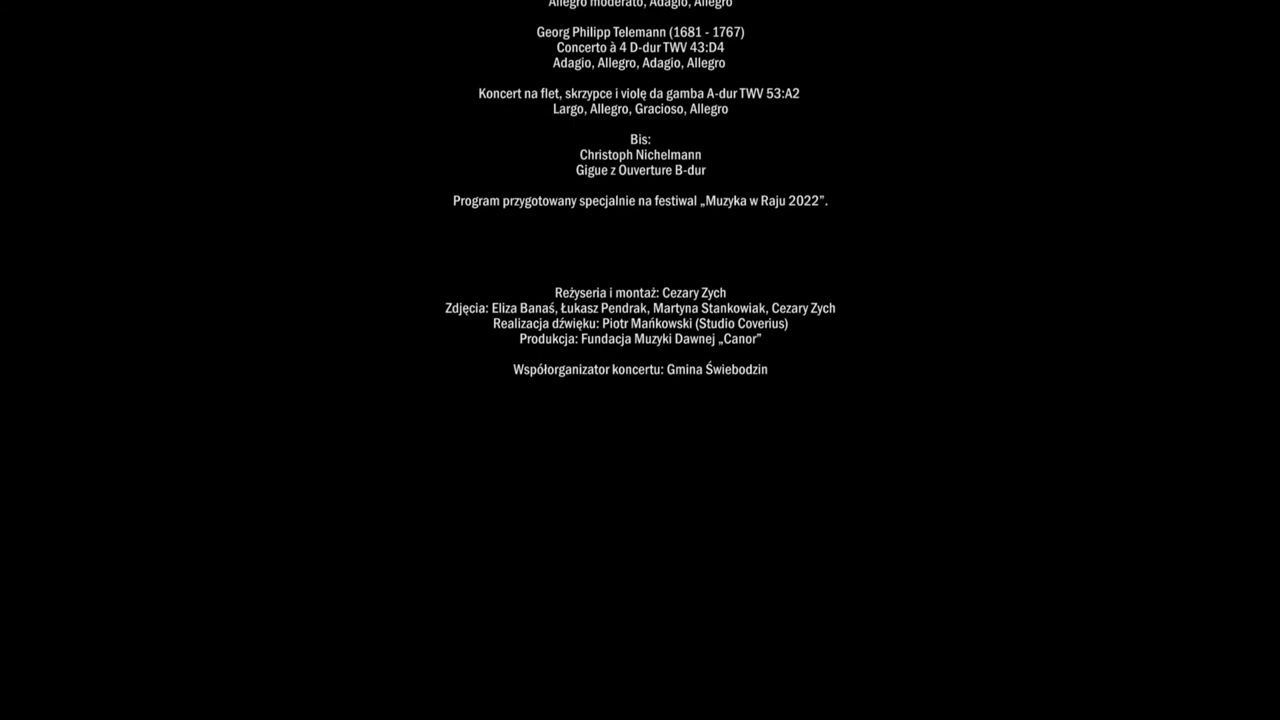 Allegro moderato, Adagio, Allegro
Georg Philipp Telemann (1681 - 1767)
Concerto à 4 D-dur TWV 43:D4
Adagio, Allegro, Adagio, Allegro
Koncert na flet, skrzypce i violę da gamba A-dur TWV 53:A2
Largo, Allegro, Gracioso, Allegro
Bis:
Christoph Nichelmann
Gigue z Ouverture B-dur
Program przygotowany specjalnie na festiwal „Muzyka w Raju 2022”.
Reżyseria i montaż: Cezary Zych
Zdjęcia: Eliza Banaś, Łukasz Pendrak, Martyna Stankowiak, Cezary Zych
Realizacja dźwięku: Piotr Mańkowski (Studio Coverius)
Produkcja: Fundacja Muzyki Dawnej „Canor”
Współorganizator koncertu: Gmina Świebodzin